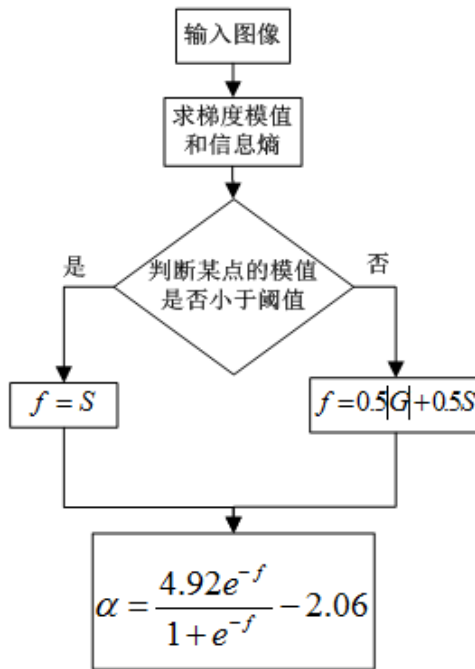 输入图像
求梯度模值
和信息熵
判断某点的模值
是否小于阈值
是
否
f = S
f = 0.5|G| + 0.5S
α = \frac{4.92e^{-f}}{1 + e^{-f}} - 2.06